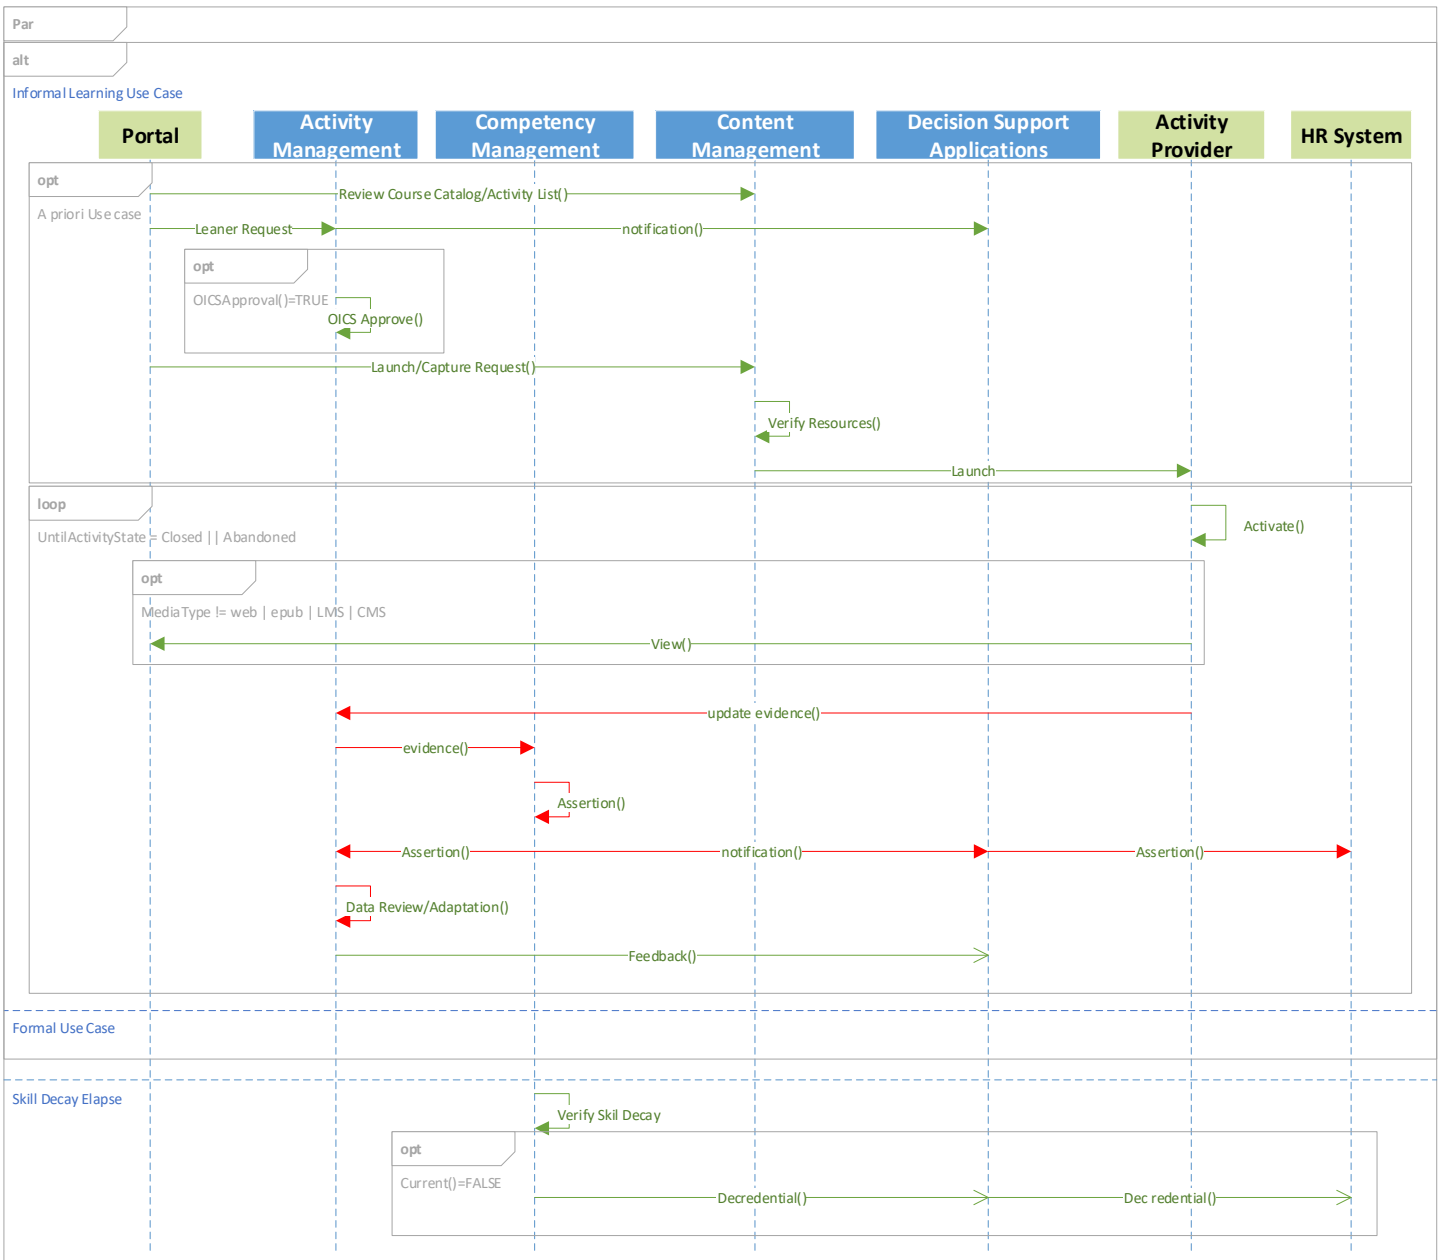 Par
alt
Informal Learning Use Case
Portal
Activity
Management
Competency
Management
Content
Management
Decision Support
Applications
Activity
Provider
HR System
opt
A priori Use case
Review Course Catalog/Activity List()
Leaner Request
notification()
opt
OICSApproval()=TRUE
OICS Approve()
Launch/Capture Request()
Verify Resources()
Launch
loop
UntilActivityState = Closed || Abandoned
Activate()
opt
MediaType != web | epub | LMS | CMS
View()
update evidence()
evidence()
Assertion()
Assertion()
notification()
Assertion()
Data Review/Adaptation()
Feedback()
Formal Use Case
Skill Decay Elapse
Verify Skil Decay
opt
Current()=FALSE
Decredential()
Dec redential()